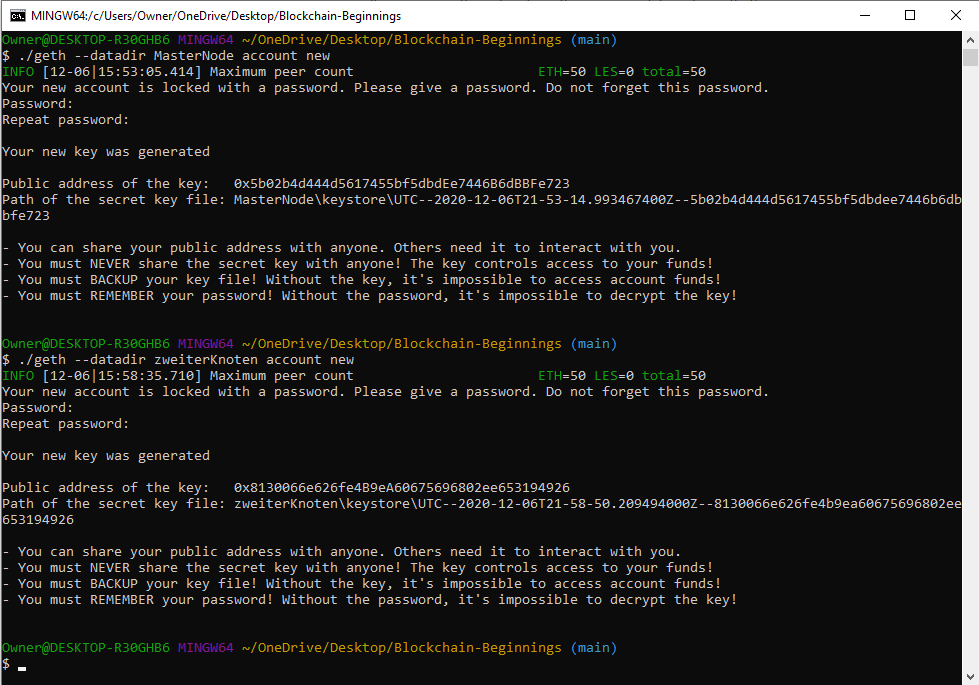 MINGW64:/c/Users/Owner/OneDrive/Desktop/Blockchain-Beginnings
Owner@DESKTOP-R30GHB6 MINGW64 ~/OneDrive/Desktop/Blockchain-Beginnings (main)
$ ./geth --datadir MasterNode account new
INFO [12-06|15:53:05.414] Maximum peer count                       ETH=50 LES=0 total=50
Your new account is locked with a password. Please give a password. Do not forget this password.
Password:
Repeat password:
Your new key was generated
Public address of the key:   0x5b02b4d444d5617455bf5dbdEe7446B6dBBFe723
Path of the secret key file: MasterNode\keystore\UTC--2020-12-06T21-53-14.993467400Z--5b02b4d444d5617455bf5dbdee7446b6db
bfe723
- You can share your public address with anyone. Others need it to interact with you.
- You must NEVER share the secret key with anyone! The key controls access to your funds!
- You must BACKUP your key file! Without the key, it's impossible to access account funds!
- You must REMEMBER your password! Without the password, it's impossible to decrypt the key!
Owner@DESKTOP-R30GHB6 MINGW64 ~/OneDrive/Desktop/Blockchain-Beginnings (main)
$ ./geth --datadir zweiterKnoten account new
INFO [12-06|15:58:35.710] Maximum peer count                       ETH=50 LES=0 total=50
Your new account is locked with a password. Please give a password. Do not forget this password.
Password:
Repeat password:
Your new key was generated
Public address of the key:   0x8130066e626fe4B9eA60675696802ee653194926
Path of the secret key file: zweiterKnoten\keystore\UTC--2020-12-06T21-58-50.209494000Z--8130066e626fe4b9ea60675696802ee
653194926
- You can share your public address with anyone. Others need it to interact with you.
- You must NEVER share the secret key with anyone! The key controls access to your funds!
- You must BACKUP your key file! Without the key, it's impossible to access account funds!
- You must REMEMBER your password! Without the password, it's impossible to decrypt the key!
Owner@DESKTOP-R30GHB6 MINGW64 ~/OneDrive/Desktop/Blockchain-Beginnings (main)
$